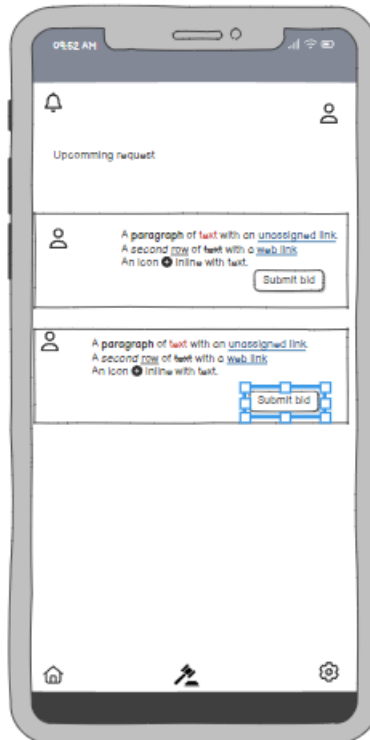 09:52 AM
Upcomming request
A paragraph of text with an unassigned link.
A second row of text with a web link
An icon inline with text.
Submit bid
A paragraph of text with an unassigned link.
A second row of text with a web link
An icon inline with text.
Submit bid